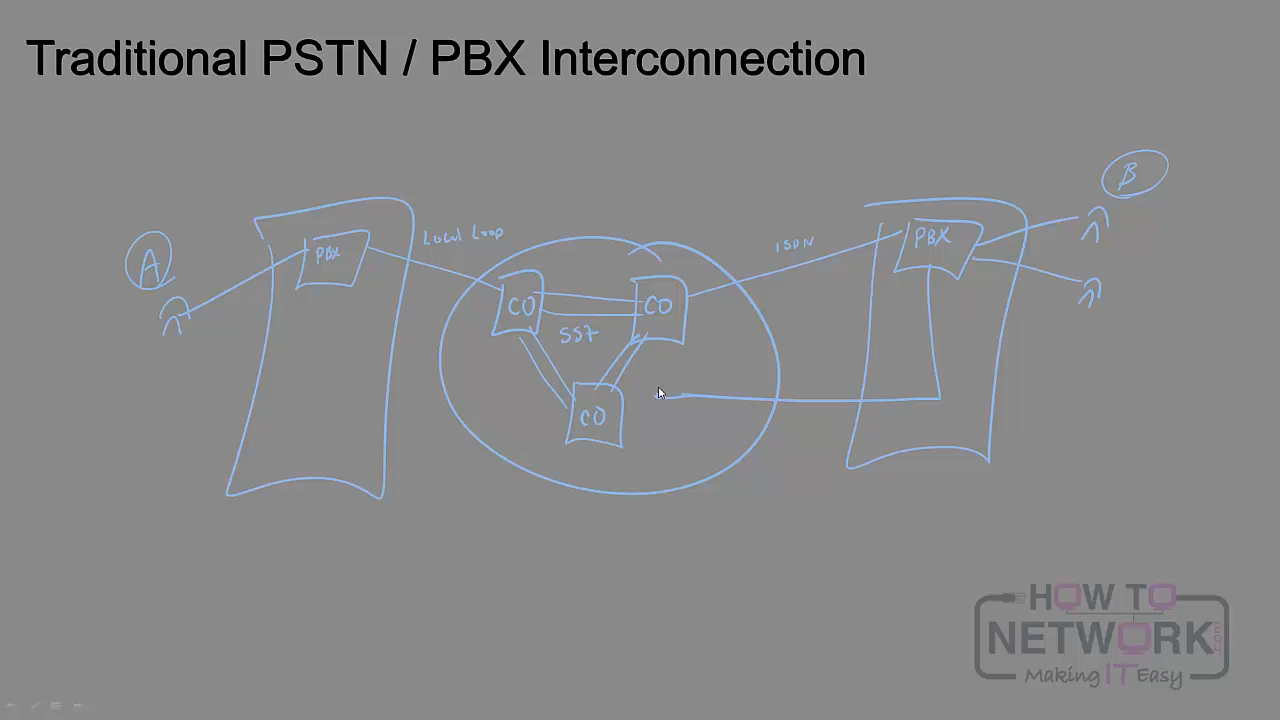 Traditional PSTN / PBX Interconnection
B
A
PBX
Local Loop
ISDN
PBX
CO
CO
SS7
CO
HOW TO
NETWORK.com
Making IT Easy